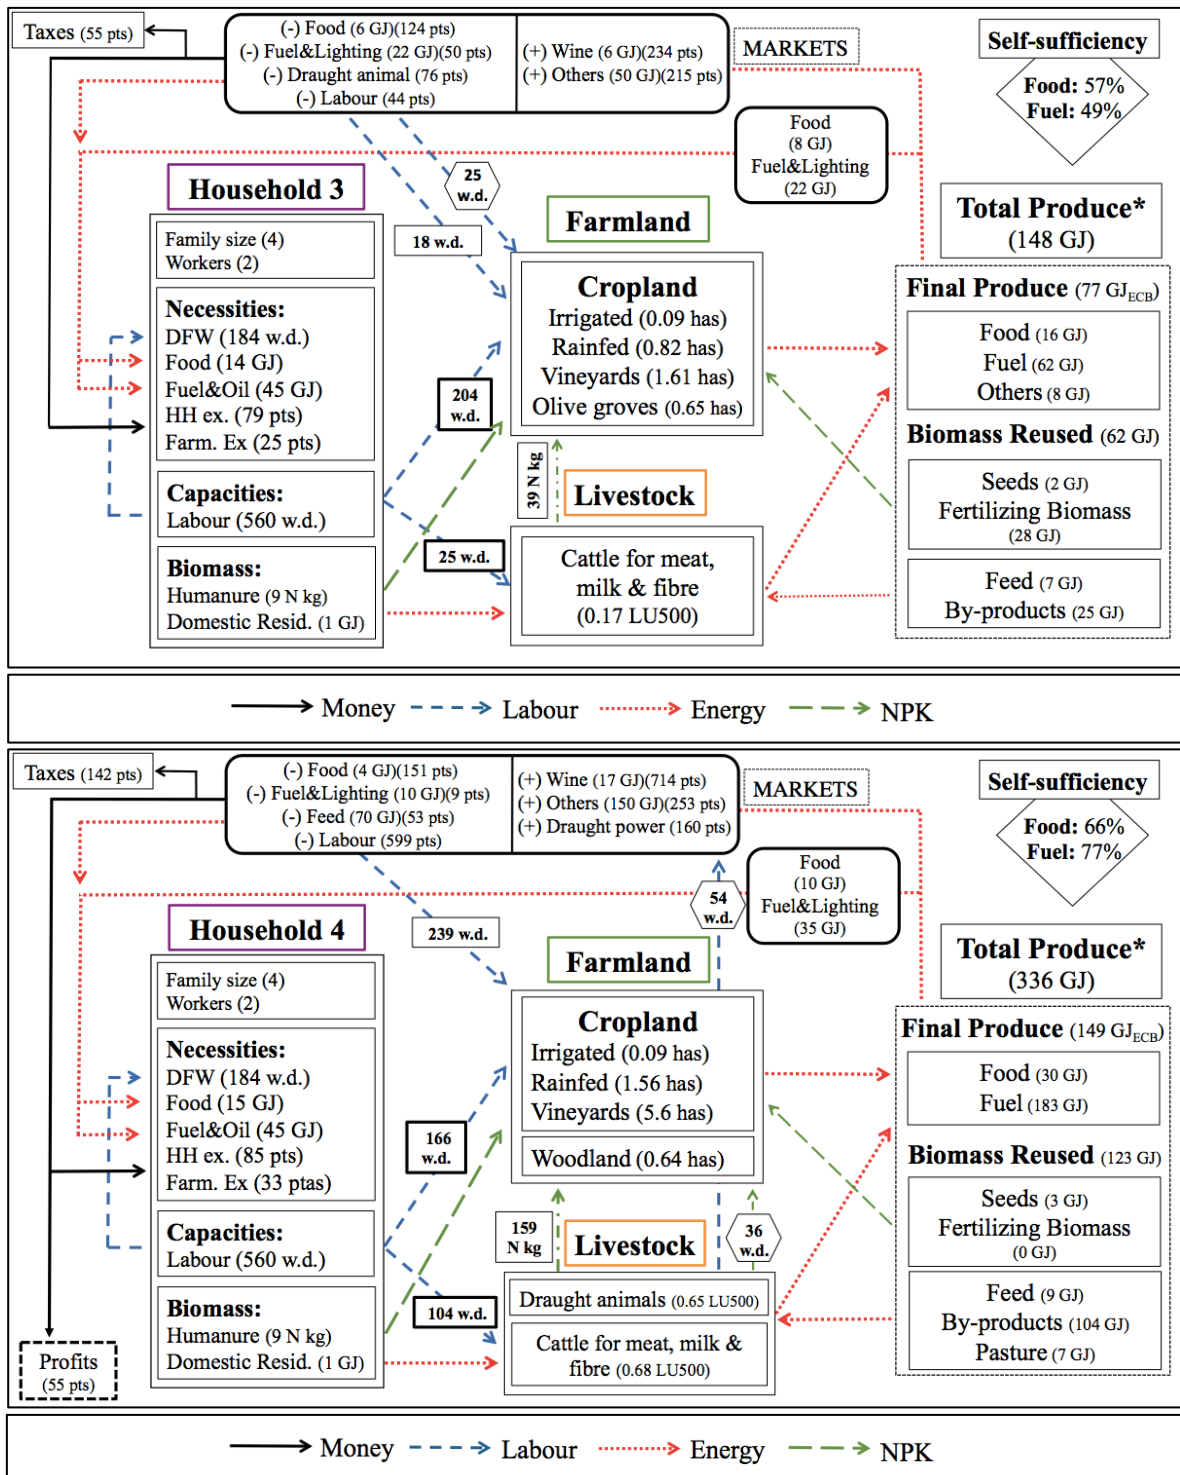 Taxes (55 pts)
(-) Food (6 GJ)(124 pts)
(-) Fuel&Lighting (22 GJ)(50 pts)
(-) Draught animal (76 pts)
(-) Labour (44 pts)
(+) Wine (6 GJ)(234 pts)
(+) Others (50 GJ)(215 pts)
MARKETS
Self-sufficiency
Food: 57%
Fuel: 49%
Food
(8 GJ)
Fuel&Lighting
(22 GJ)
25
w.d.
18 w.d.
Household 3
Family size (4)
Workers (2)
Necessities:
DFW (184 w.d.)
Food (14 GJ)
Fuel&Oil (45 GJ)
HH ex. (79 pts)
Farm. Ex (25 pts)
Capacities:
Labour (560 w.d.)
Biomass:
Humanure (9 N kg)
Domestic Resid. (1 GJ)
204
w.d.
25 w.d.
Farmland
Cropland
Irrigated (0.09 has)
Rainfed (0.82 has)
Vineyards (1.61 has)
Olive groves (0.65 has)
39 N kg
Livestock
Cattle for meat,
milk & fibre
(0.17 LU500)
Total Produce*
(148 GJ)
Final Produce (77 GJECB)
Food (16 GJ)
Fuel (62 GJ)
Others (8 GJ)
Biomass Reused (62 GJ)
Seeds (2 GJ)
Fertilizing Biomass
(28 GJ)
Feed (7 GJ)
By-products (25 GJ)
Money
Labour
Energy
NPK
Taxes (142 pts)
(-) Food (4 GJ)(151 pts)
(-) Fuel&Lighting (10 GJ)(9 pts)
(-) Feed (70 GJ)(53 pts)
(-) Labour (599 pts)
(+) Wine (17 GJ)(714 pts)
(+) Others (150 GJ)(253 pts)
(+) Draught power (160 pts)
MARKETS
Self-sufficiency
Food: 66%
Fuel: 77%
Food
(10 GJ)
Fuel&Lighting
(35 GJ)
54
w.d.
239 w.d.
Household 4
Family size (4)
Workers (2)
Necessities:
DFW (184 w.d.)
Food (15 GJ)
Fuel&Oil (45 GJ)
HH ex. (85 pts)
Farm. Ex (33 ptas)
Capacities:
Labour (560 w.d.)
Biomass:
Humanure (9 N kg)
Domestic Resid. (1 GJ)
Profits
(55 pts)
166
w.d.
104 w.d.
Farmland
Cropland
Irrigated (0.09 has)
Rainfed (1.56 has)
Vineyards (5.6 has)
Woodland (0.64 has)
159
N kg
Livestock
36
w.d.
Draught animals (0.65 LU500)
Cattle for meat, milk &
fibre (0.68 LU500)
Total Produce*
(336 GJ)
Final Produce (149 GJECB)
Food (30 GJ)
Fuel (183 GJ)
Biomass Reused (123 GJ)
Seeds (3 GJ)
Fertilizing Biomass
(0 GJ)
Feed (9 GJ)
By-products (104 GJ)
Pasture (7 GJ)
Money
Labour
Energy
NPK